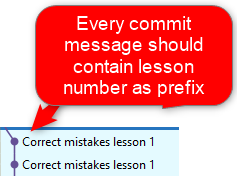 Every commit
message should
contain lesson
number as prefix
Correct mistakes lesson 1
Correct mistakes lesson 1